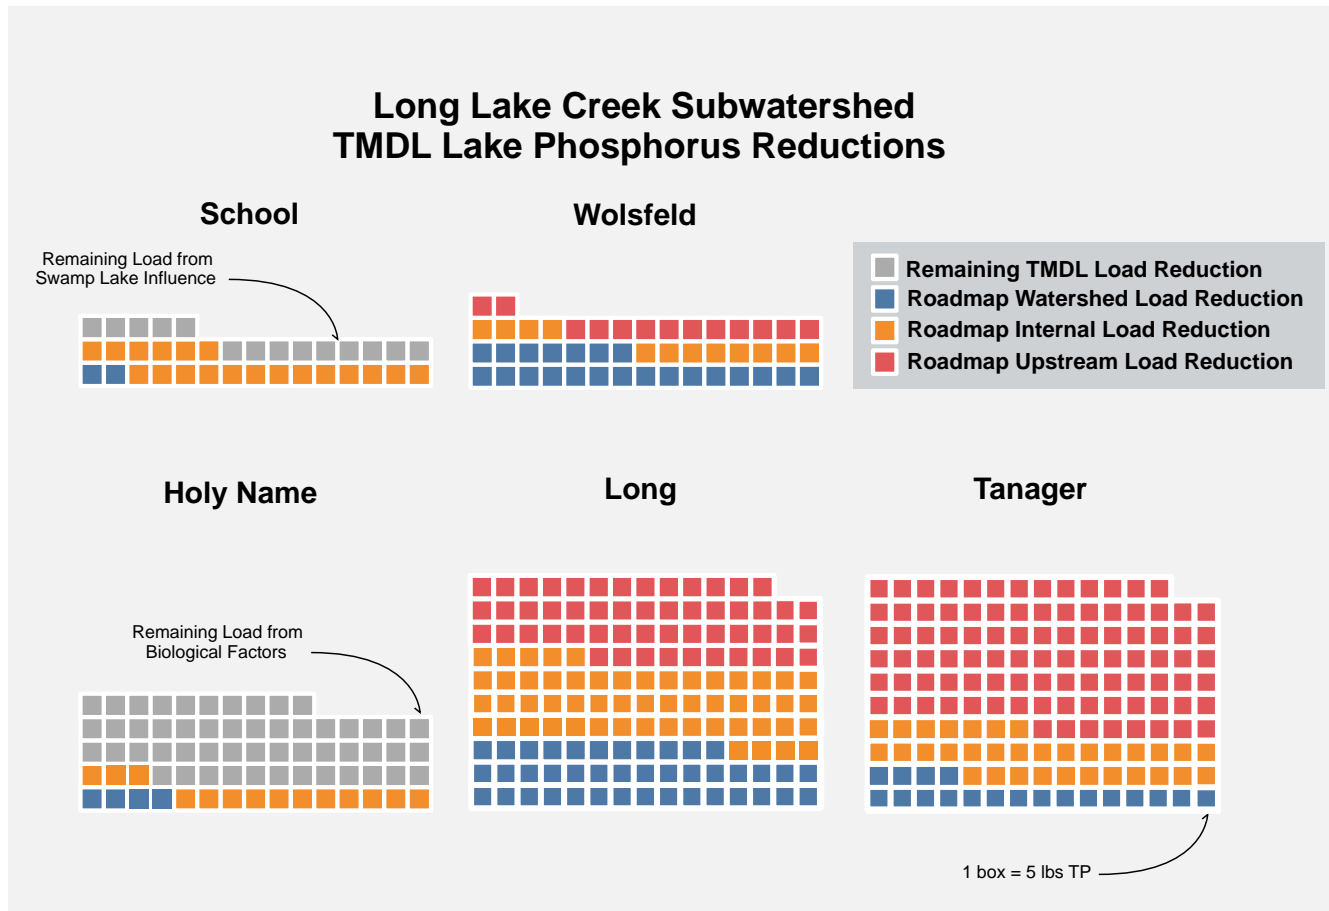 Long Lake Creek Subwatershed
TMDL Lake Phosphorus Reductions
School
Wolsfeld
Remaining Load from
Swamp Lake Influence
Remaining TMDL Load Reduction
Roadmap Watershed Load Reduction
Roadmap Internal Load Reduction
Roadmap Upstream Load Reduction
Holy Name
Long
Tanager
Remaining Load from
Biological Factors
1 box = 5 lbs TP